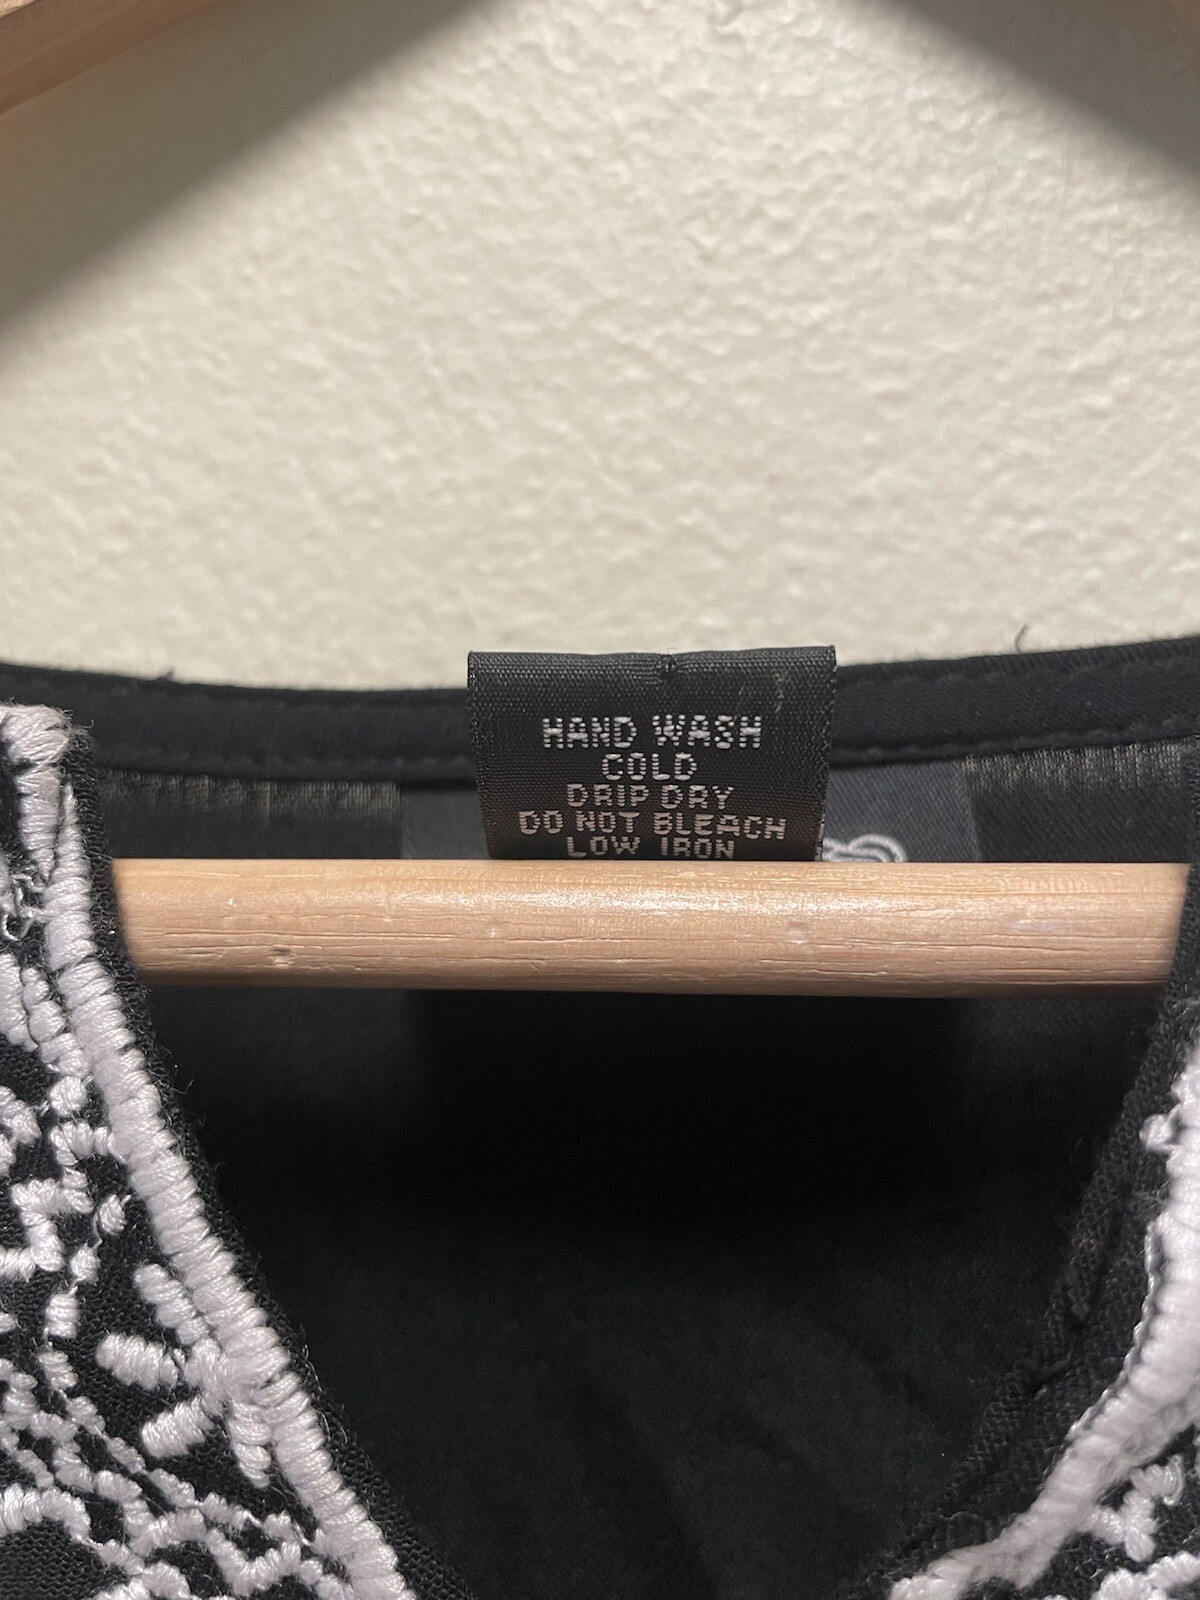 HAND WASH
COLD
DRIP DRY
DO NOT BLEACH
LOW IRON